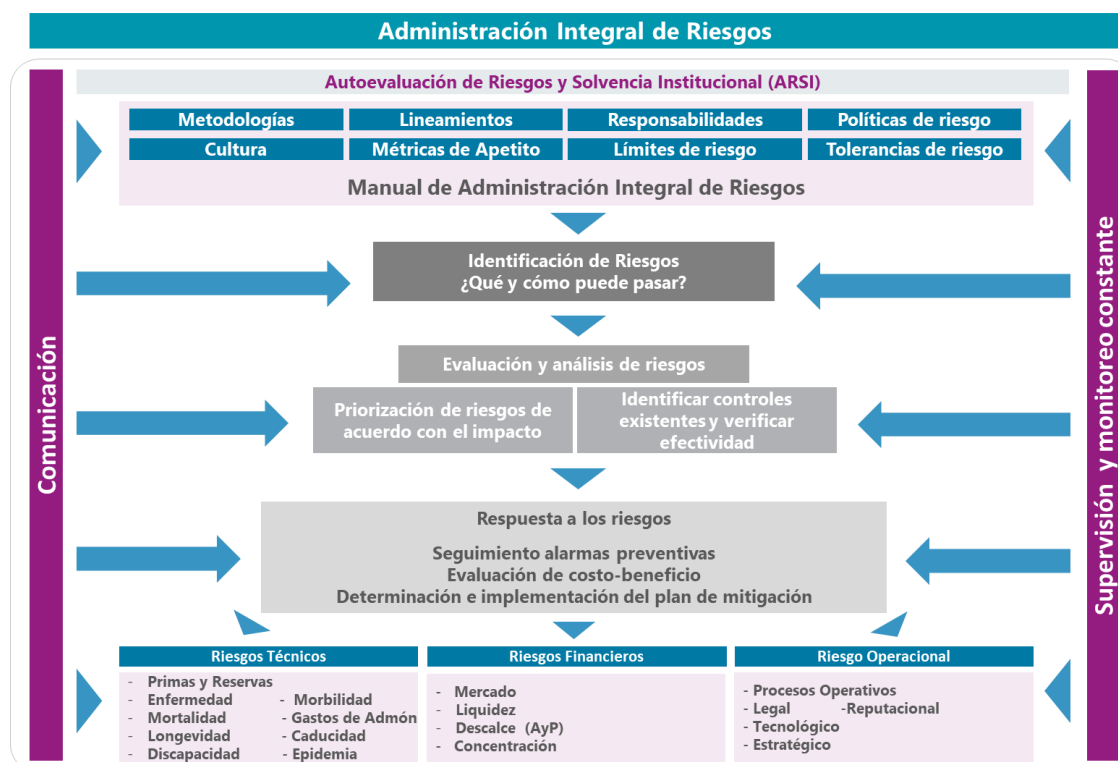 Administración Integral de Riesgos
Autoevaluación de Riesgos y Solvencia Institucional (ARSI)
Metodologías
Lineamientos
Responsabilidades
Políticas de riesgo
Cultura
Métricas de Apetito
Límites de riesgo
Tolerancias de riesgo
Manual de Administración Integral de Riesgos
Comunicación
Supervisión y monitoreo constante
Identificación de Riesgos
¿Qué y cómo puede pasar?
Evaluación y análisis de riesgos
Priorización de riesgos de
acuerdo con el impacto
Identificar controles
existentes y verificar
efectividad
Respuesta a los riesgos
Seguimiento alarmas preventivas
Evaluación de costo-beneficio
Determinación e implementación del plan de mitigación
Riesgos Técnicos
- Primas y Reservas
- Enfermedad - Morbilidad
- Mortalidad - Gastos de Admón
- Longevidad - Caducidad
- Discapacidad - Epidemia
Riesgos Financieros
- Mercado
- Liquidez
- Descalce (AyP)
- Concentración
Riesgo Operacional
- Procesos Operativos
- Legal -Reputacional
- Tecnológico
- Estratégico